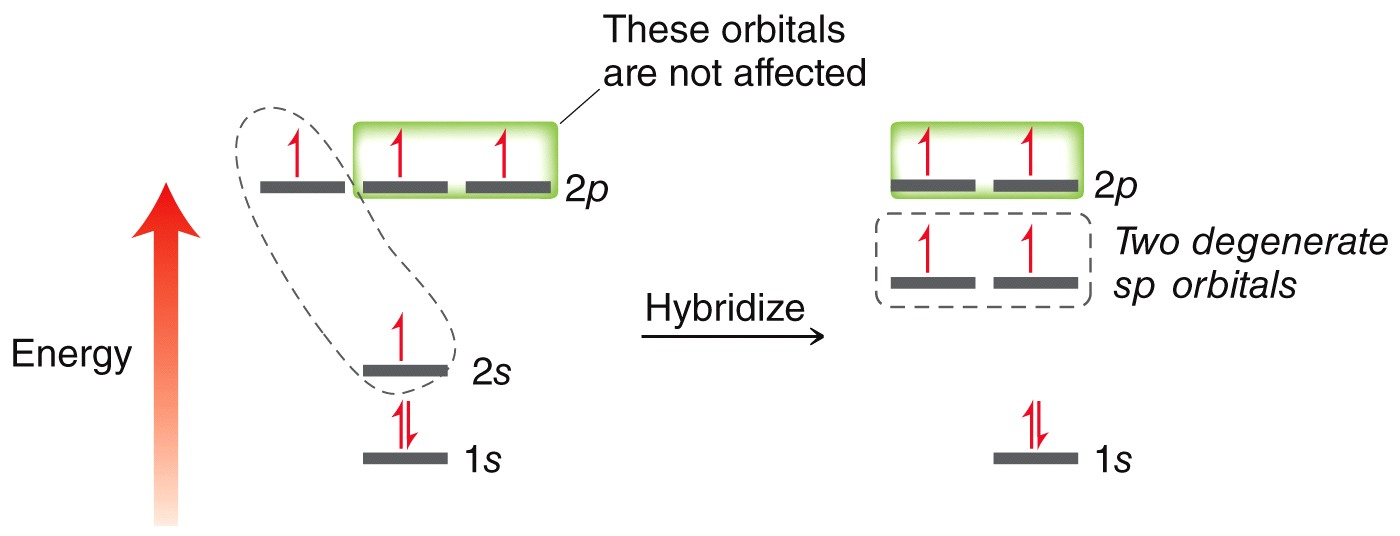 These orbitals
are not affected
2p
2p
Two degenerate
sp orbitals
Hybridize
Energy
2s
1s
1s